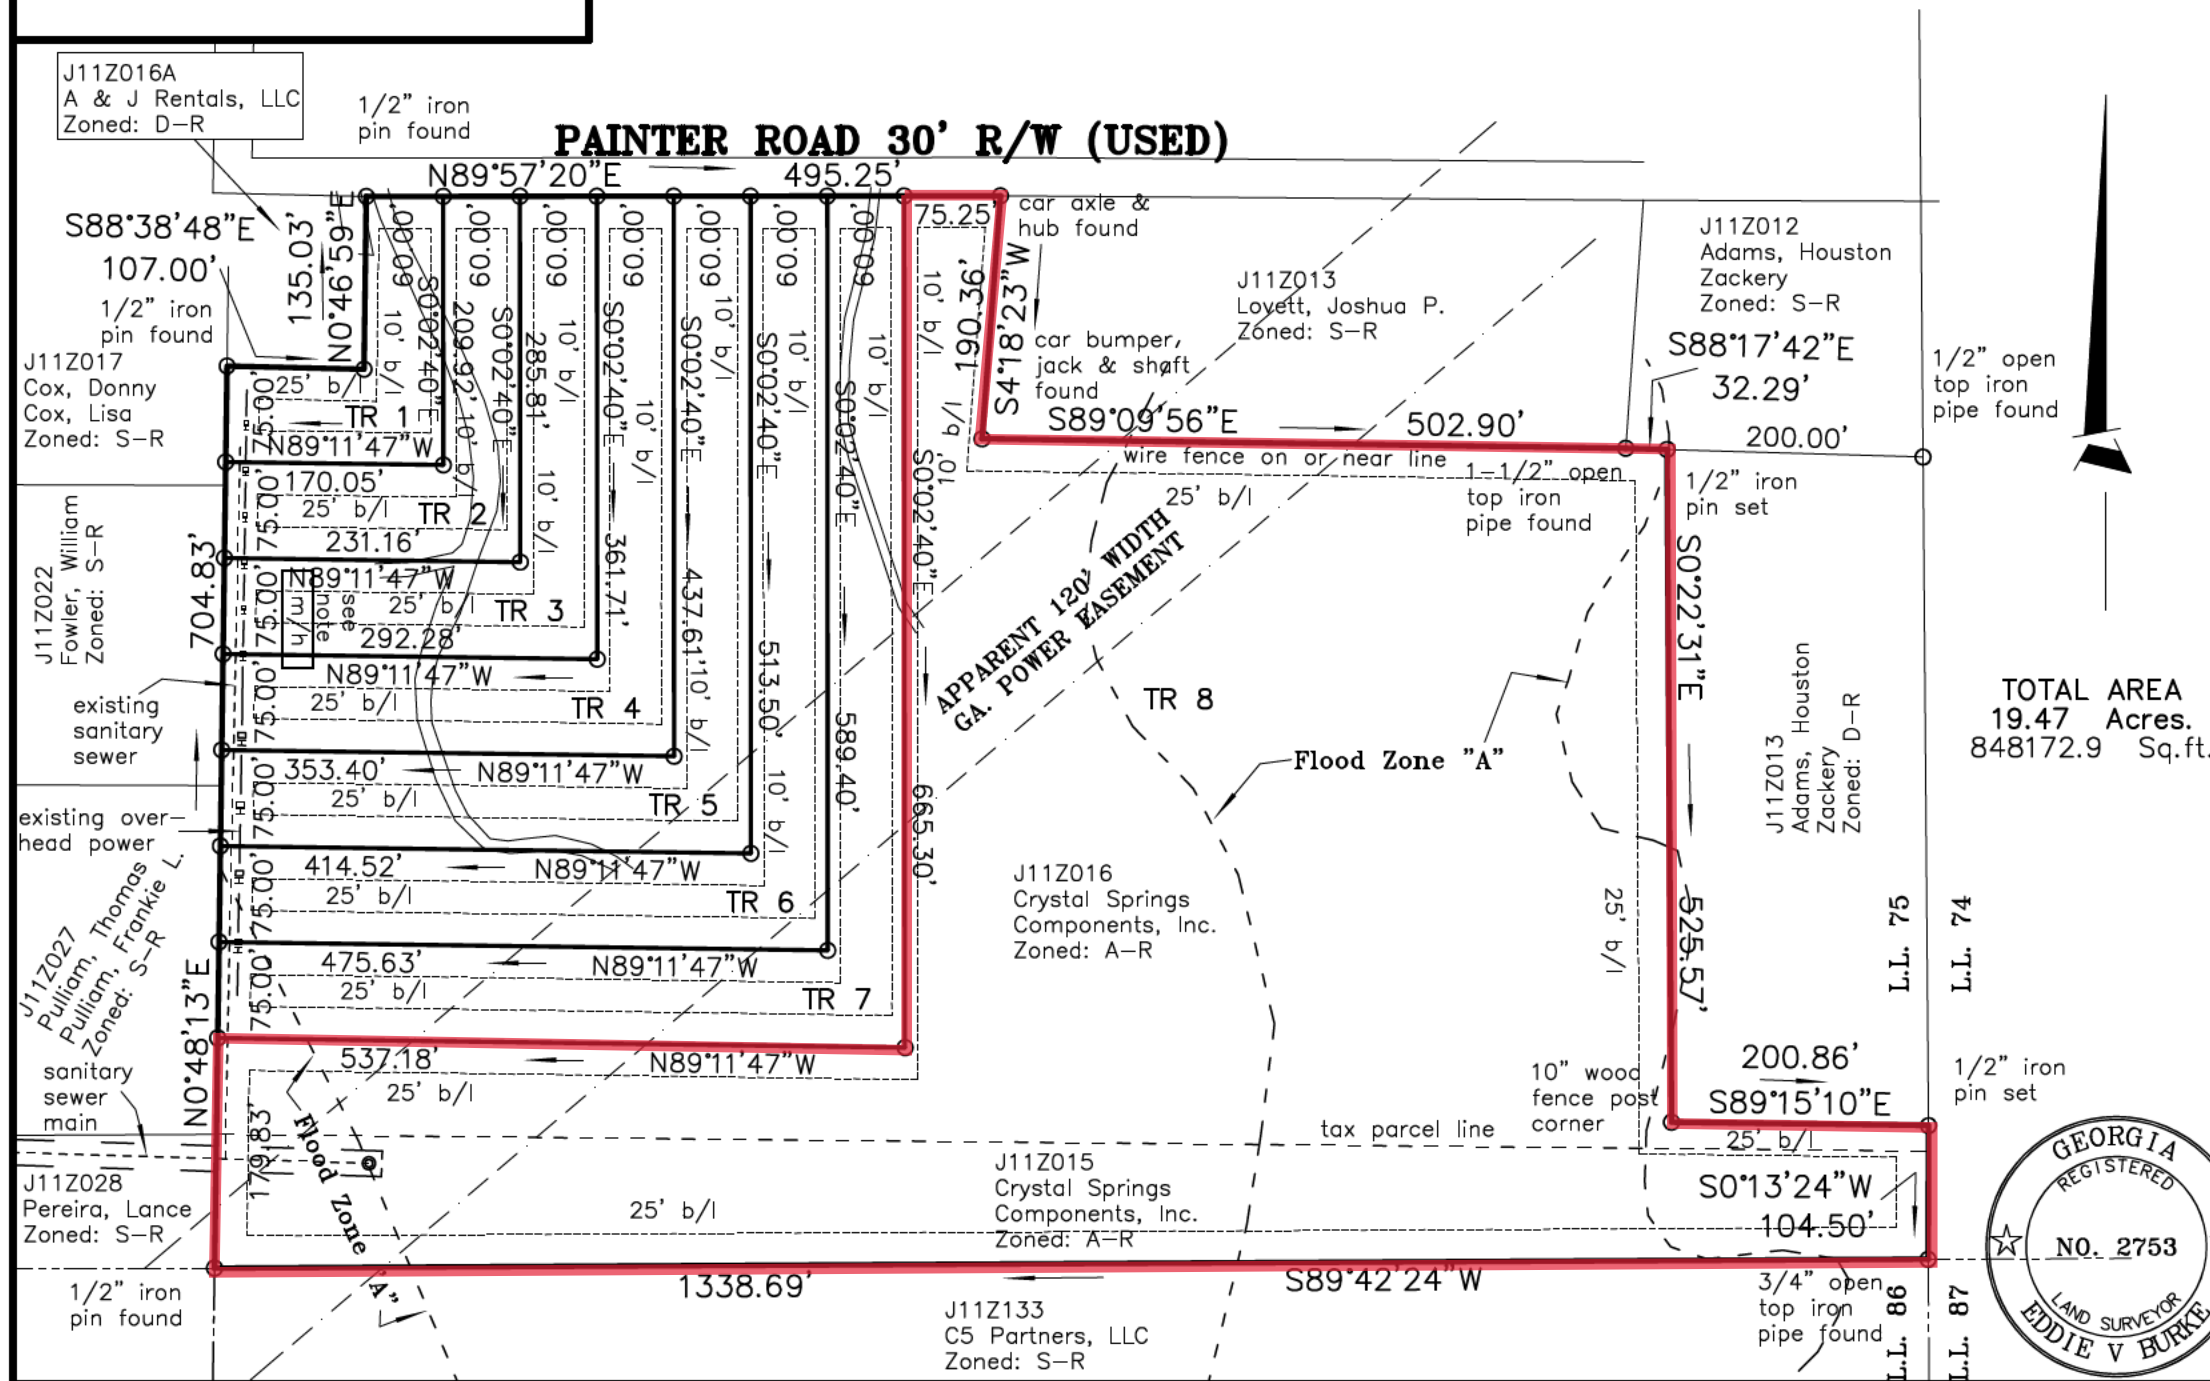 J11Z016A
A & J Rentals, LLC
Zoned: D-R
1/2" iron
pin found
PAINTER ROAD 30' R/W (USED)
N89°57'20"E
495.25'
S88°38'48"E
107.00'
1/2" iron
pin found
135.03'
N0°46'59"E
60.00'
60.00'
60.00'
60.00'
60.00'
60.00'
60.00'
75.25'
car axle &
hub found
190.36'
S4°18'23"W
car bumper,
jack & shaft
found
J11Z013
Lovett, Joshua P.
Zoned: S-R
J11Z012
Adams, Houston
Zackery
Zoned: S-R
S88°17'42"E
32.29'
200.00'
1/2" open
top iron
pipe found
S89°09'56"E
502.90'
wire fence on or near line
25' b/l
1-1/2" open
top iron
pipe found
1/2" iron
pin set
J11Z017
Cox, Donny
Cox, Lisa
Zoned: S-R
25' b/l
TR 1
N89°11'47"W
170.05'
25' b/l
TR 2
231.16'
N89°11'47"W
25' b/l
TR 3
292.28'
N89°11'47"W
25' b/l
TR 4
353.40'
N89°11'47"W
25' b/l
TR 5
414.52'
N89°11'47"W
25' b/l
TR 6
475.63'
N89°11'47"W
25' b/l
TR 7
537.18'
N89°11'47"W
25' b/l
75.00'
75.00'
75.00'
75.00'
75.00'
75.00'
75.00'
10' b/l
S0°02'40"E
209.92'
10' b/l
S0°02'40"E
285.81'
10' b/l
10' b/l
S0°02'40"E
361.71'
10' b/l
S0°02'40"E
437.61'
10' b/l
10' b/l
S0°02'40"E
513.50'
10' b/l
10' b/l
S0°02'40"E
589.40'
10' b/l
10' b/l
S0°02'40"E
665.30'
10' b/l
10'
m/h
see
note
J11Z022
Fowler, William
Zoned: S-R
704.83'
existing
sanitary
sewer
existing over-
head power
J11Z027
Pulliam, Thomas
Pulliam, Frankie L.
Zoned: S-R
N0°48'13"E
sanitary
sewer
main
179.83'
J11Z028
Pereira, Lance
Zoned: S-R
1/2" iron
pin found
Flood Zone "A"
APPARENT 120' WIDTH
GA. POWER EASEMENT
TR 8
Flood Zone "A"
J11Z016
Crystal Springs
Components, Inc.
Zoned: A-R
S0°22'31"E
525.57'
25' b/l
J11Z013
Adams, Houston
Zackery
Zoned: D-R
TOTAL AREA
19.47 Acres.
848172.9 Sq.ft.
L.L. 75
L.L. 74
10" wood
fence post
corner
200.86'
S89°15'10"E
25' b/l
1/2" iron
pin set
tax parcel line
J11Z015
Crystal Springs
Components, Inc.
Zoned: A-R
25' b/l
S0°13'24"W
104.50'
1338.69'
S89°42'24"W
J11Z133
C5 Partners, LLC
Zoned: S-R
3/4" open
top iron
pipe found
L.L. 86
L.L. 87
GEORGIA
REGISTERED
NO. 2753
LAND SURVEYOR
EDDIE V BURKE